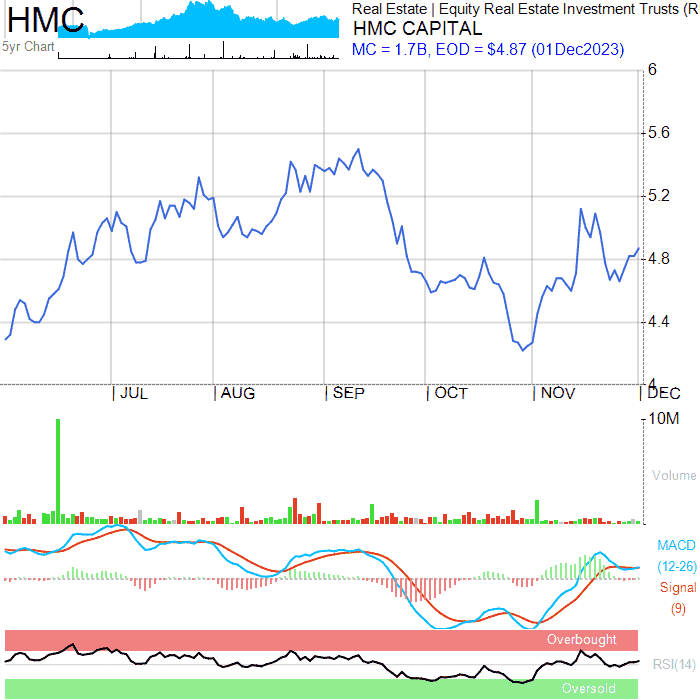 HMC
5yr Chart
Real Estate | Equity Real Estate Investment Trusts (R
HMC CAPITAL
MC = 1.7B, EOD = $4.87 (01Dec2023)
6
5.6
5.2
4.8
4.4
4
| JUL | AUG | SEP | OCT | NOV | DEC
10M
Volume
MACD
(12-26)
Signal
(9)
Overbought
RSI(14)
Oversold